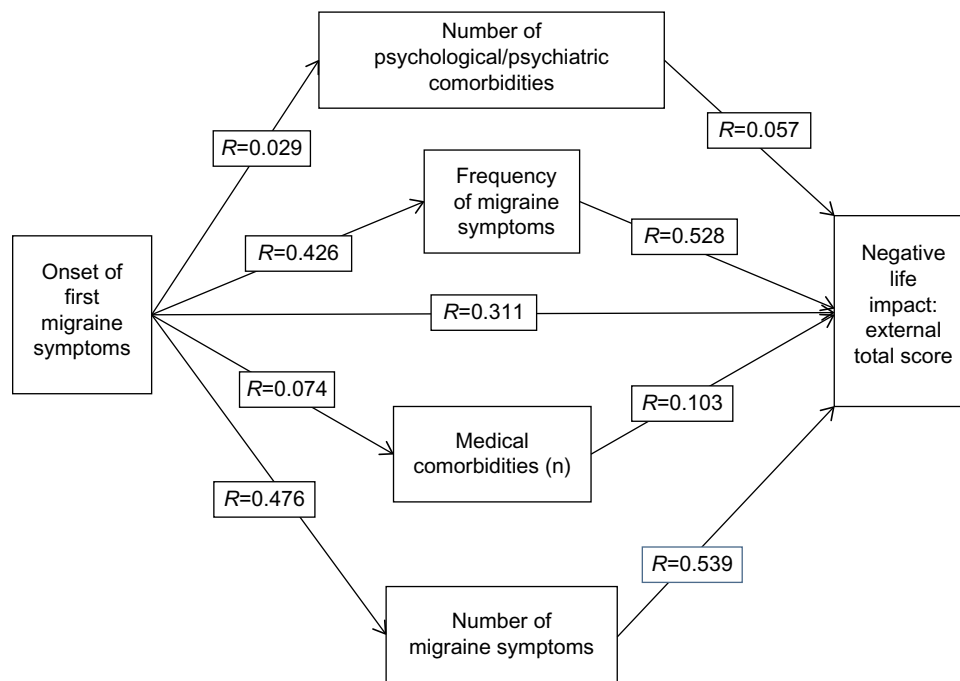 Number of
psychological/psychiatric
comorbidities
R=0.029
R=0.057
Frequency
of migraine
symptoms
R=0.426
R=0.528
Onset of
first
migraine
symptoms
R=0.311
Negative
life
impact:
external
total score
R=0.074
R=0.103
Medical
comorbidities (n)
R=0.476
R=0.539
Number of
migraine symptoms